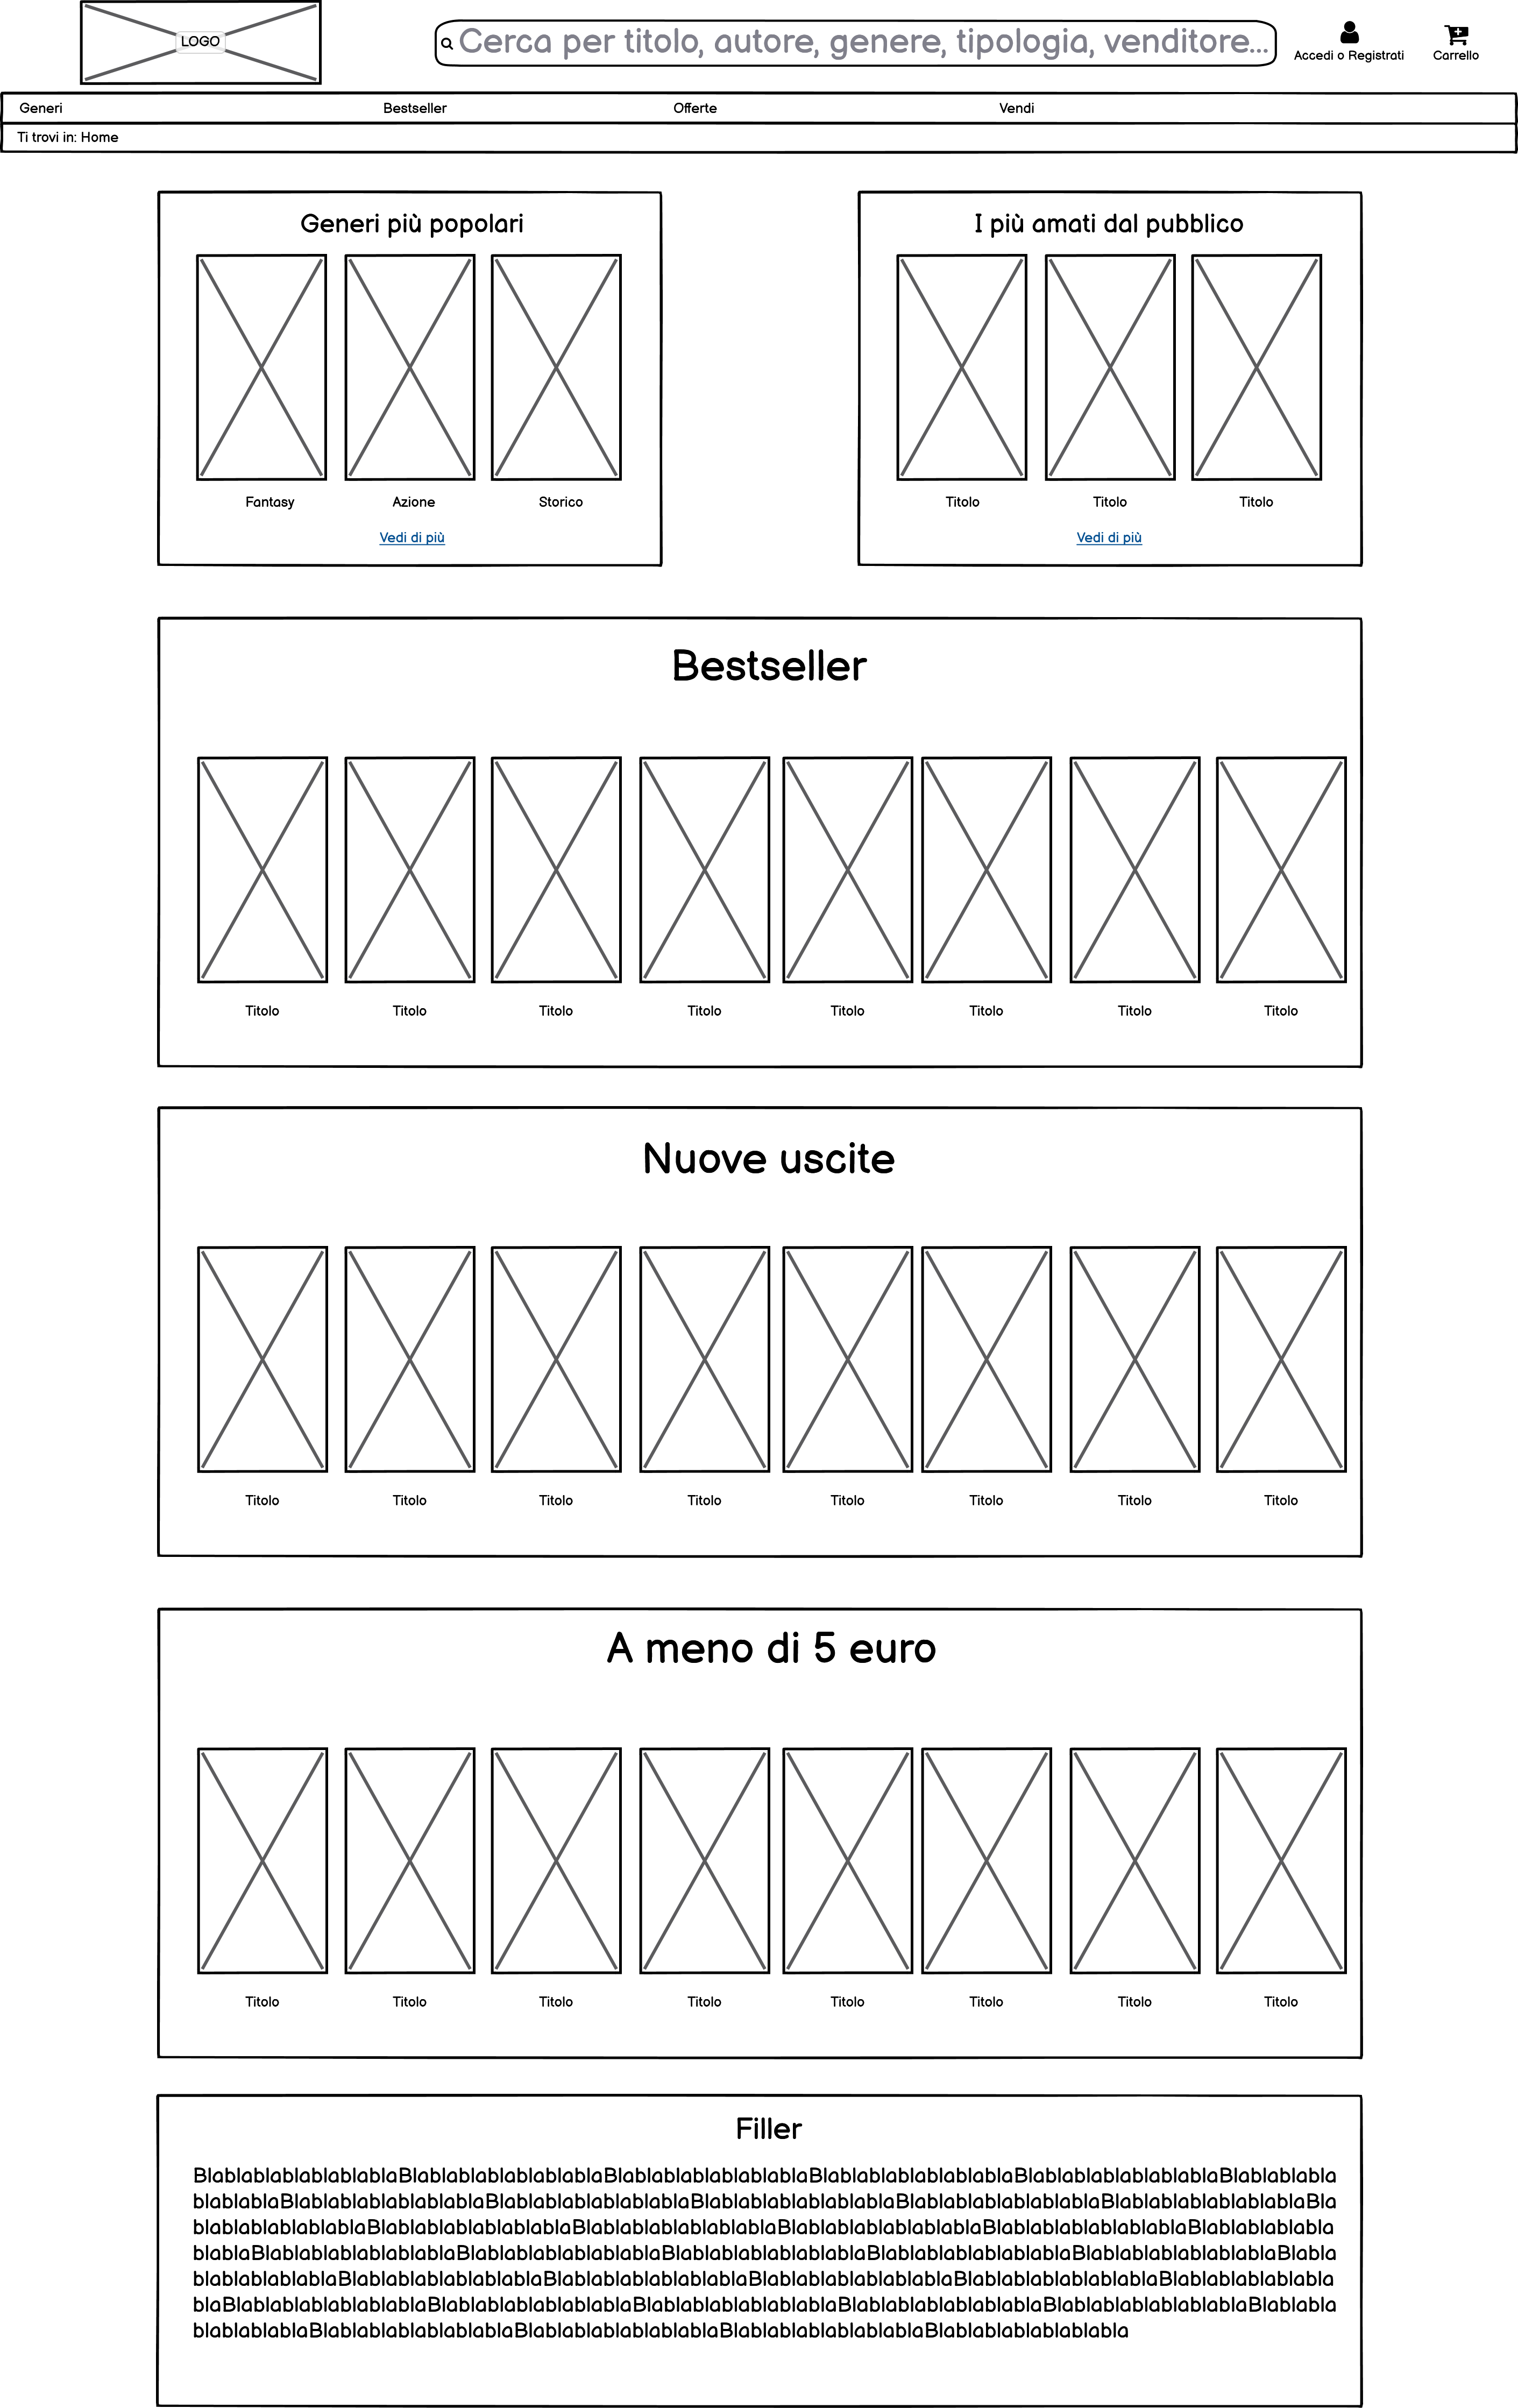 LOGO
Cerca per titolo, autore, genere, tipologia, venditore...
Accedi o Registrati
Carrello
Generi
Bestseller
Offerte
Vendi
Ti trovi in: Home
Generi più popolari
Fantasy
Azione
Storico
Vedi di più
I più amati dal pubblico
Titolo
Titolo
Titolo
Vedi di più
Bestseller
Titolo
Titolo
Titolo
Titolo
Titolo
Titolo
Titolo
Titolo
Nuove uscite
Titolo
Titolo
Titolo
Titolo
Titolo
Titolo
Titolo
Titolo
A meno di 5 euro
Titolo
Titolo
Titolo
Titolo
Titolo
Titolo
Titolo
Titolo
Filler
BlablablablablablablaBlablablablablablablaBlablablablablablablaBlablablablablablablaBlablablablablablablaBlablablabla
blablablaBlablablablablablablaBlablablablablablablaBlablablablablablablaBlablablablablablablaBlablablablablablablaBla
blablablablablablaBlablablablablablablaBlablablablablablablaBlablablablablablablaBlablablablablablablaBlablablablabla
blablaBlablablablablablablaBlablablablablablablaBlablablablablablablaBlablablablablablablaBlablablablablablablaBlabla
blablablablablaBlablablablablablablaBlablablablablablablaBlablablablablablablaBlablablablablablablaBlablablablablabla
blaBlablablablablablablaBlablablablablablablaBlablablablablablablaBlablablablablablablaBlablablablablablablaBlablabla
blablablablaBlablablablablablablaBlablablablablablablaBlablablablablablablaBlablablablablablabla